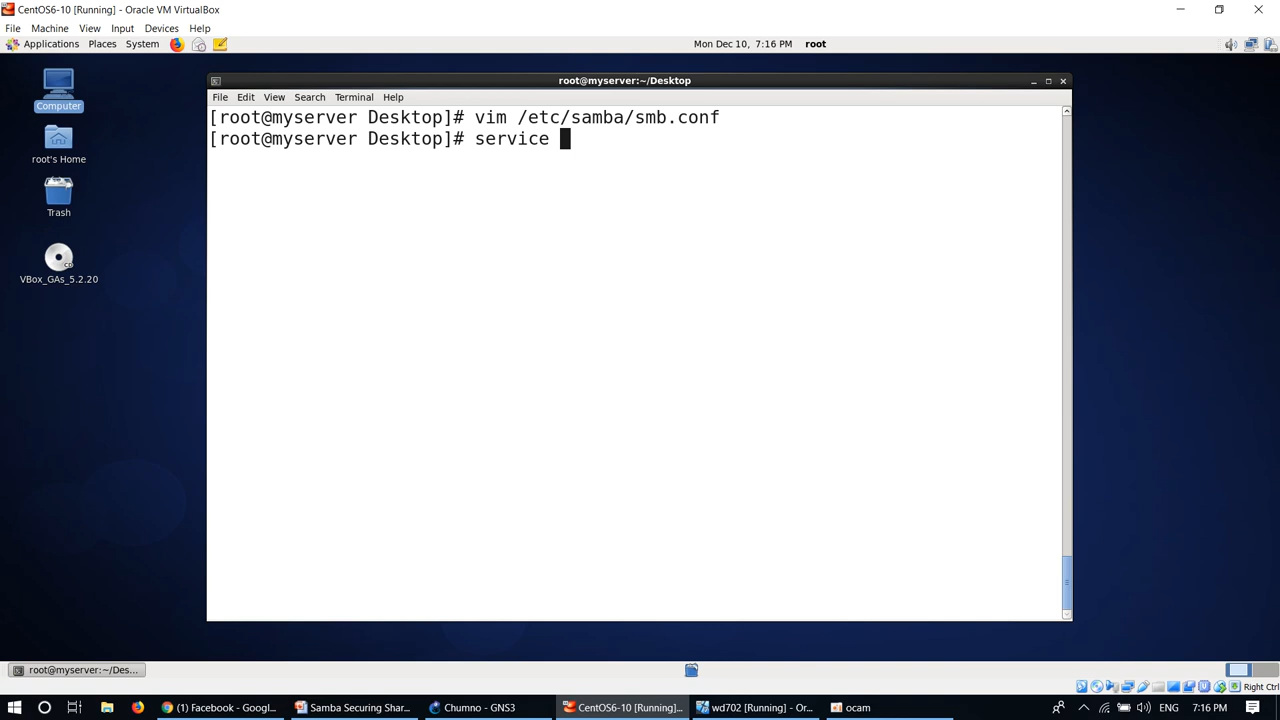 CentOS6-10 [Running] - Oracle VM VirtualBox
File Machine View Input Devices Help
Applications Places System Mon Dec 10, 7:16 PM root
root@myserver:~/Desktop
File Edit View Search Terminal Help
[root@myserver Desktop]# vim /etc/samba/smb.conf
[root@myserver Desktop]# service
Computer
root's Home
Trash
VBox_GAs_5.2.20
root@myserver:~/Des...
Right Ctrl
(1) Facebook - Googl... Samba Securing Shar... Chumno - GNS3 CentOS6-10 [Running]... wd702 [Running] - Or... ocam ENG 7:16 PM